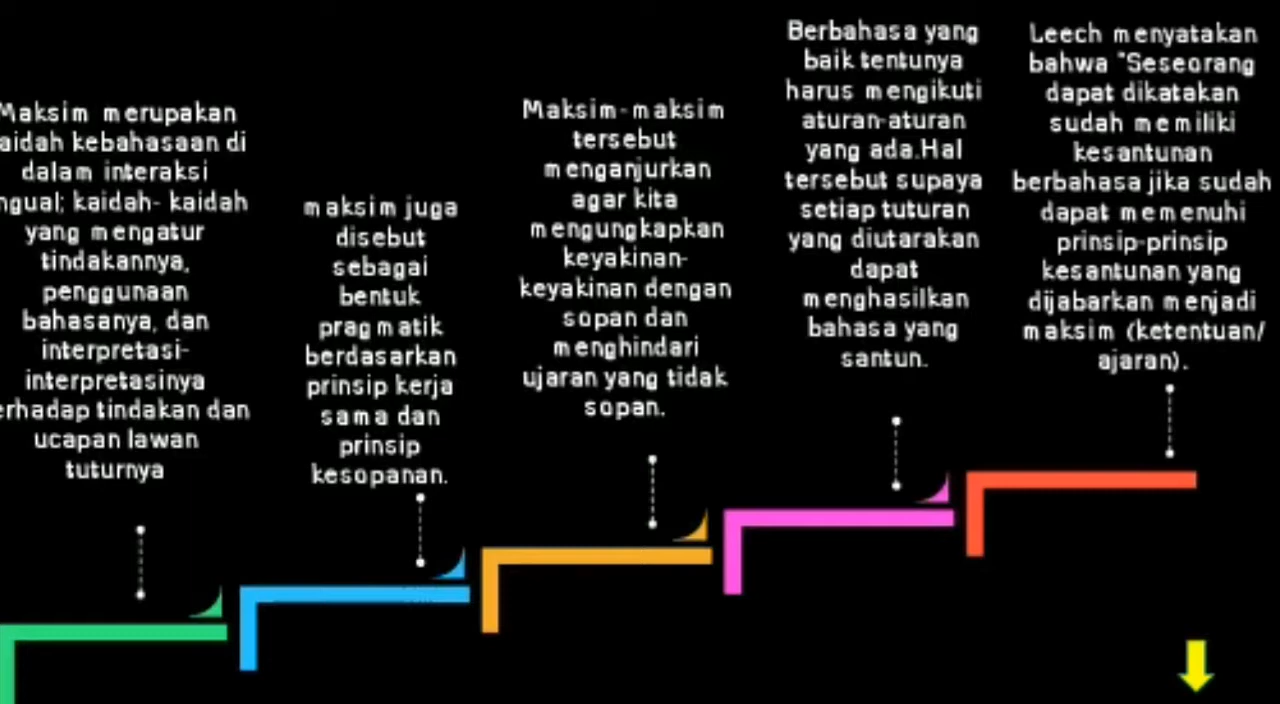 Maksim merupakan
aidah kebahasaan di
dalam interaksi
ngual; kaidah- kaidah
yang mengatur
tindakannya,
penggunaan
bahasanya, dan
interpretasi-
interpretasinya
erhadap tindakan dan
ucapan lawan
tuturnya
maksim juga
disebut
sebagai
bentuk
pragmatik
berdasarkan
prinsip kerja
sama dan
prinsip
kesopanan.
Maksim-maksim
tersebut
menganjurkan
agar kita
mengungkapkan
keyakinan-
keyakinan dengan
sopan dan
menghindari
ujaran yang tidak
sopan.
Berbahasa yang
baik tentunya
harus mengikuti
aturan-aturan
yang ada.Hal
tersebut supaya
setiap tuturan
yang diutarakan
dapat
menghasilkan
bahasa yang
santun.
Leech menyatakan
bahwa "Seseorang
dapat dikatakan
sudah memiliki
kesantunan
berbahasa jika sudah
dapat memenuhi
prinsip-prinsip
kesantunan yang
dijabarkan menjadi
maksim (ketentuan/
ajaran).